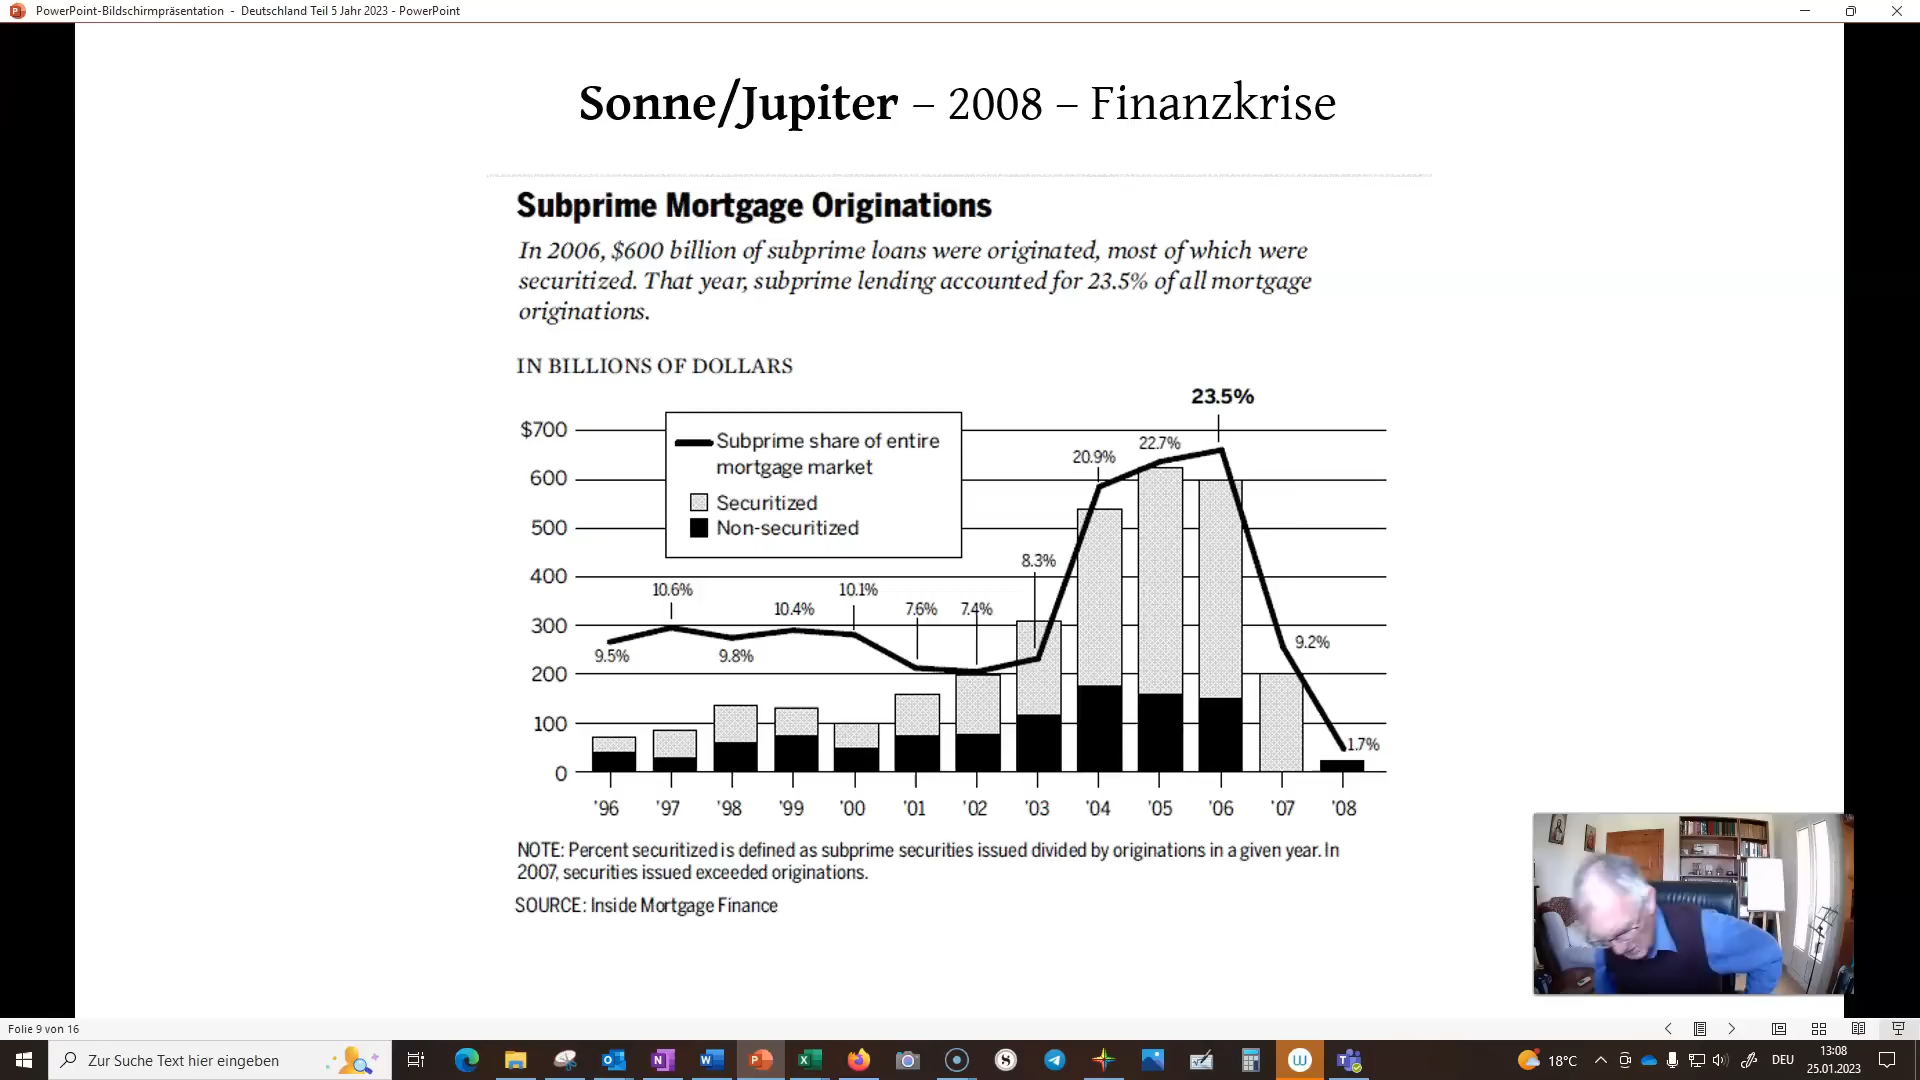 PowerPoint-Bildschirmpräsentation - Deutschland Teil 5 Jahr 2023 - PowerPoint
Sonne/Jupiter – 2008 – Finanzkrise
Subprime Mortgage Originations
In 2006, $600 billion of subprime loans were originated, most of which were
securitized. That year, subprime lending accounted for 23.5% of all mortgage
originations.
IN BILLIONS OF DOLLARS
23.5%
$700
600
500
400
300
200
100
0
Subprime share of entire
mortgage market
Securitized
Non-securitized
9.5%
10.6%
9.8%
10.4%
10.1%
7.6%
7.4%
8.3%
20.9%
22.7%
9.2%
1.7%
'96 '97 '98 '99 '00 '01 '02 '03 '04 '05 '06 '07 '08
NOTE: Percent securitized is defined as subprime securities issued divided by originations in a given year. In
2007, securities issued exceeded originations.
SOURCE: Inside Mortgage Finance
Folie 9 von 16
Zur Suche Text hier eingeben
18°C
DEU
13:08
25.01.2023